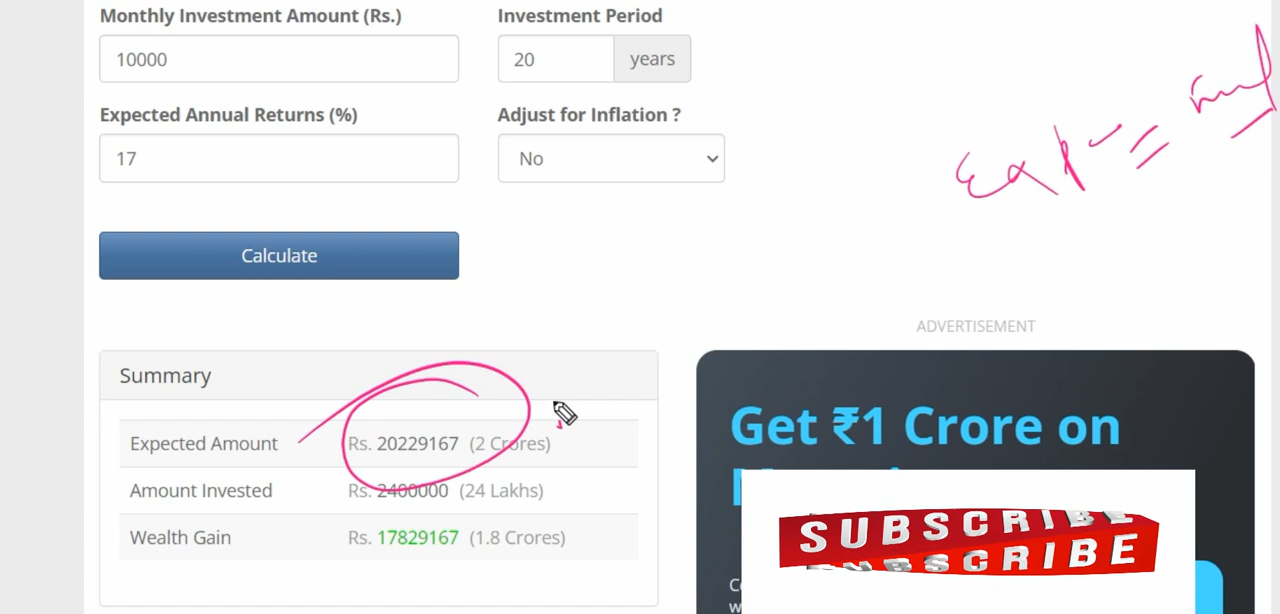 Monthly Investment Amount (Rs.)
Investment Period
10000
20 years
Expected Annual Returns (%)
Adjust for Inflation ?
17
No
Calculate
ADVERTISEMENT
Summary
Expected Amount Rs. 20229167 (2 Crores)
Amount Invested Rs. 2400000 (24 Lakhs)
Wealth Gain Rs. 17829167 (1.8 Crores)
Get ₹1 Crore on
SUBSCRIBE
SUBSCRIBE